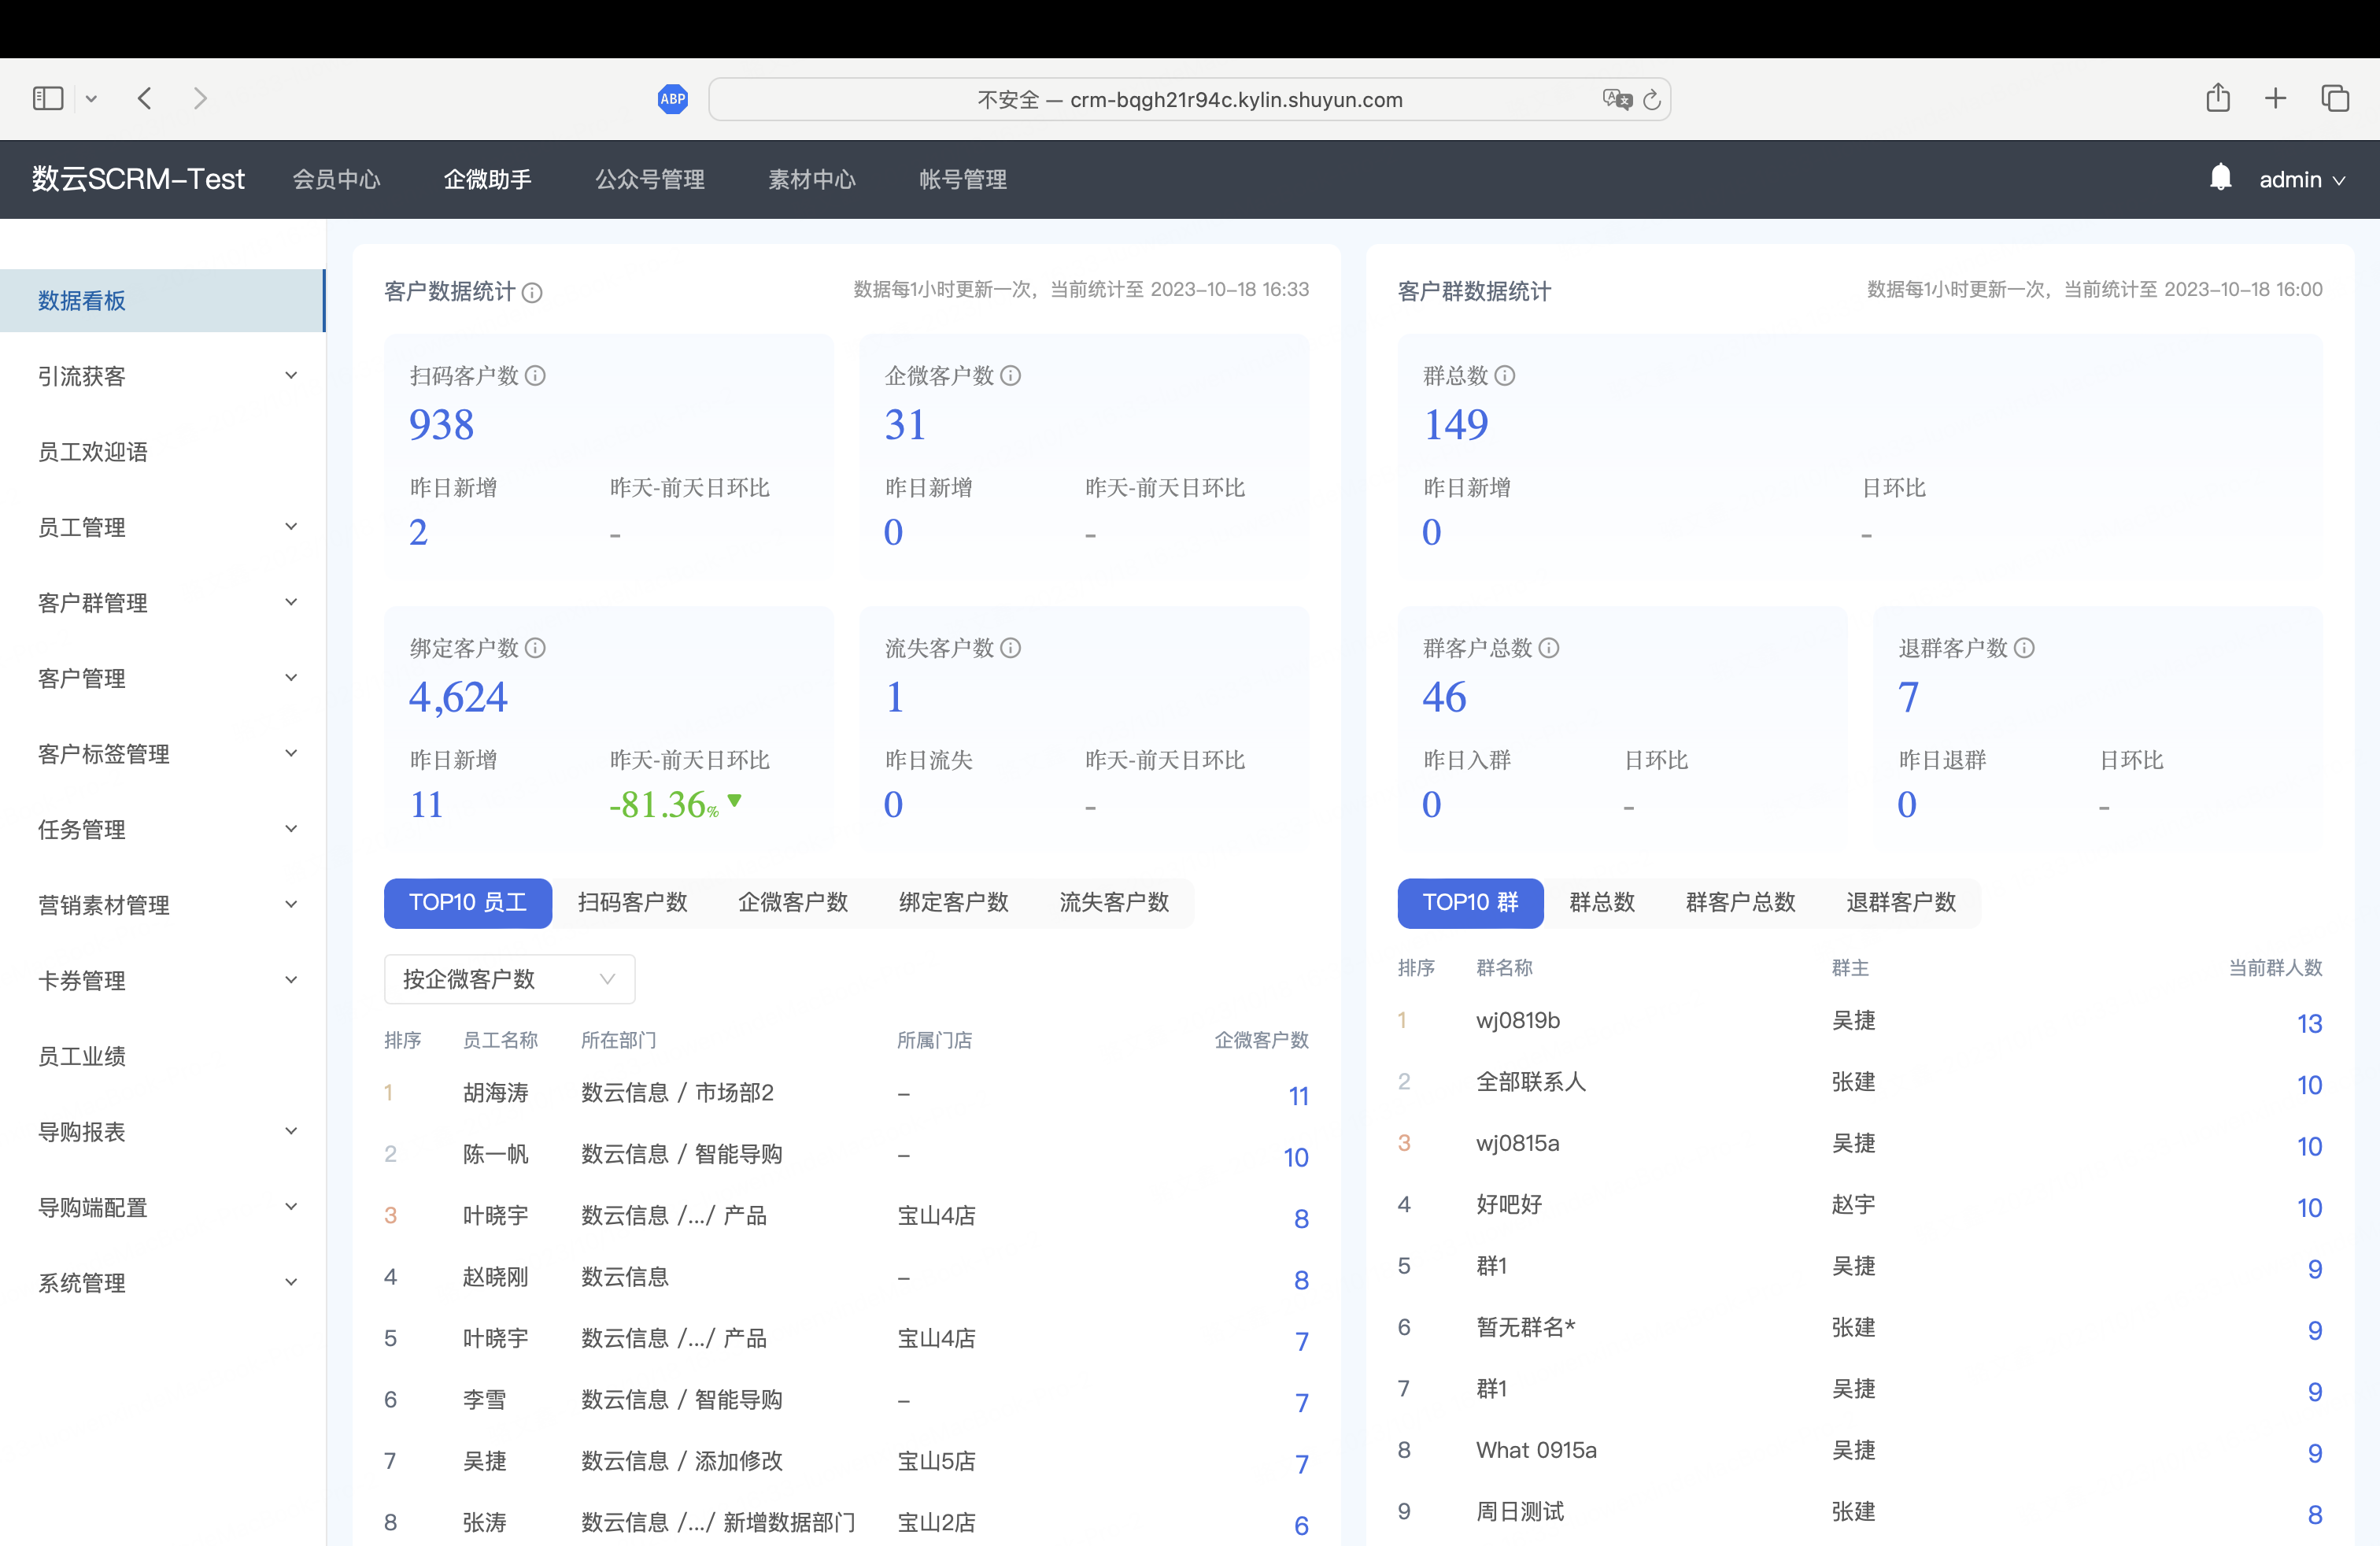 ABP
不安全 — crm-bqgh21r94c.kylin.shuyun.com
数云SCRM-Test 会员中心 企微助手 公众号管理 素材中心 帐号管理 admin
数据看板
引流获客
员工欢迎语
员工管理
客户群管理
客户管理
客户标签管理
任务管理
营销素材管理
卡券管理
员工业绩
导购报表
导购端配置
系统管理
客户数据统计 数据每1小时更新一次，当前统计至 2023-10-18 16:33
扫码客户数
938
昨日新增 昨天-前天日环比
2 -
企微客户数
31
昨日新增 昨天-前天日环比
0 -
绑定客户数
4,624
昨日新增 昨天-前天日环比
11 -81.36%
流失客户数
1
昨日流失 昨天-前天日环比
0 -
TOP10 员工 扫码客户数 企微客户数 绑定客户数 流失客户数
按企微客户数
排序 员工名称 所在部门 所属门店 企微客户数
1 胡海涛 数云信息 / 市场部2 – 11
2 陈一帆 数云信息 / 智能导购 – 10
3 叶晓宇 数云信息 /.../ 产品 宝山4店 8
4 赵晓刚 数云信息 – 8
5 叶晓宇 数云信息 /.../ 产品 宝山4店 7
6 李雪 数云信息 / 智能导购 – 7
7 吴捷 数云信息 / 添加修改 宝山5店 7
8 张涛 数云信息 /.../ 新增数据部门 宝山2店 6
客户群数据统计 数据每1小时更新一次，当前统计至 2023-10-18 16:00
群总数
149
昨日新增 日环比
0 -
群客户总数
46
昨日入群 日环比
0 -
退群客户数
7
昨日退群 日环比
0 -
TOP10 群 群总数 群客户总数 退群客户数
排序 群名称 群主 当前群人数
1 wj0819b 吴捷 13
2 全部联系人 张建 10
3 wj0815a 吴捷 10
4 好吧好 赵宇 10
5 群1 吴捷 9
6 暂无群名* 张建 9
7 群1 吴捷 9
8 What 0915a 吴捷 9
9 周日测试 张建 8